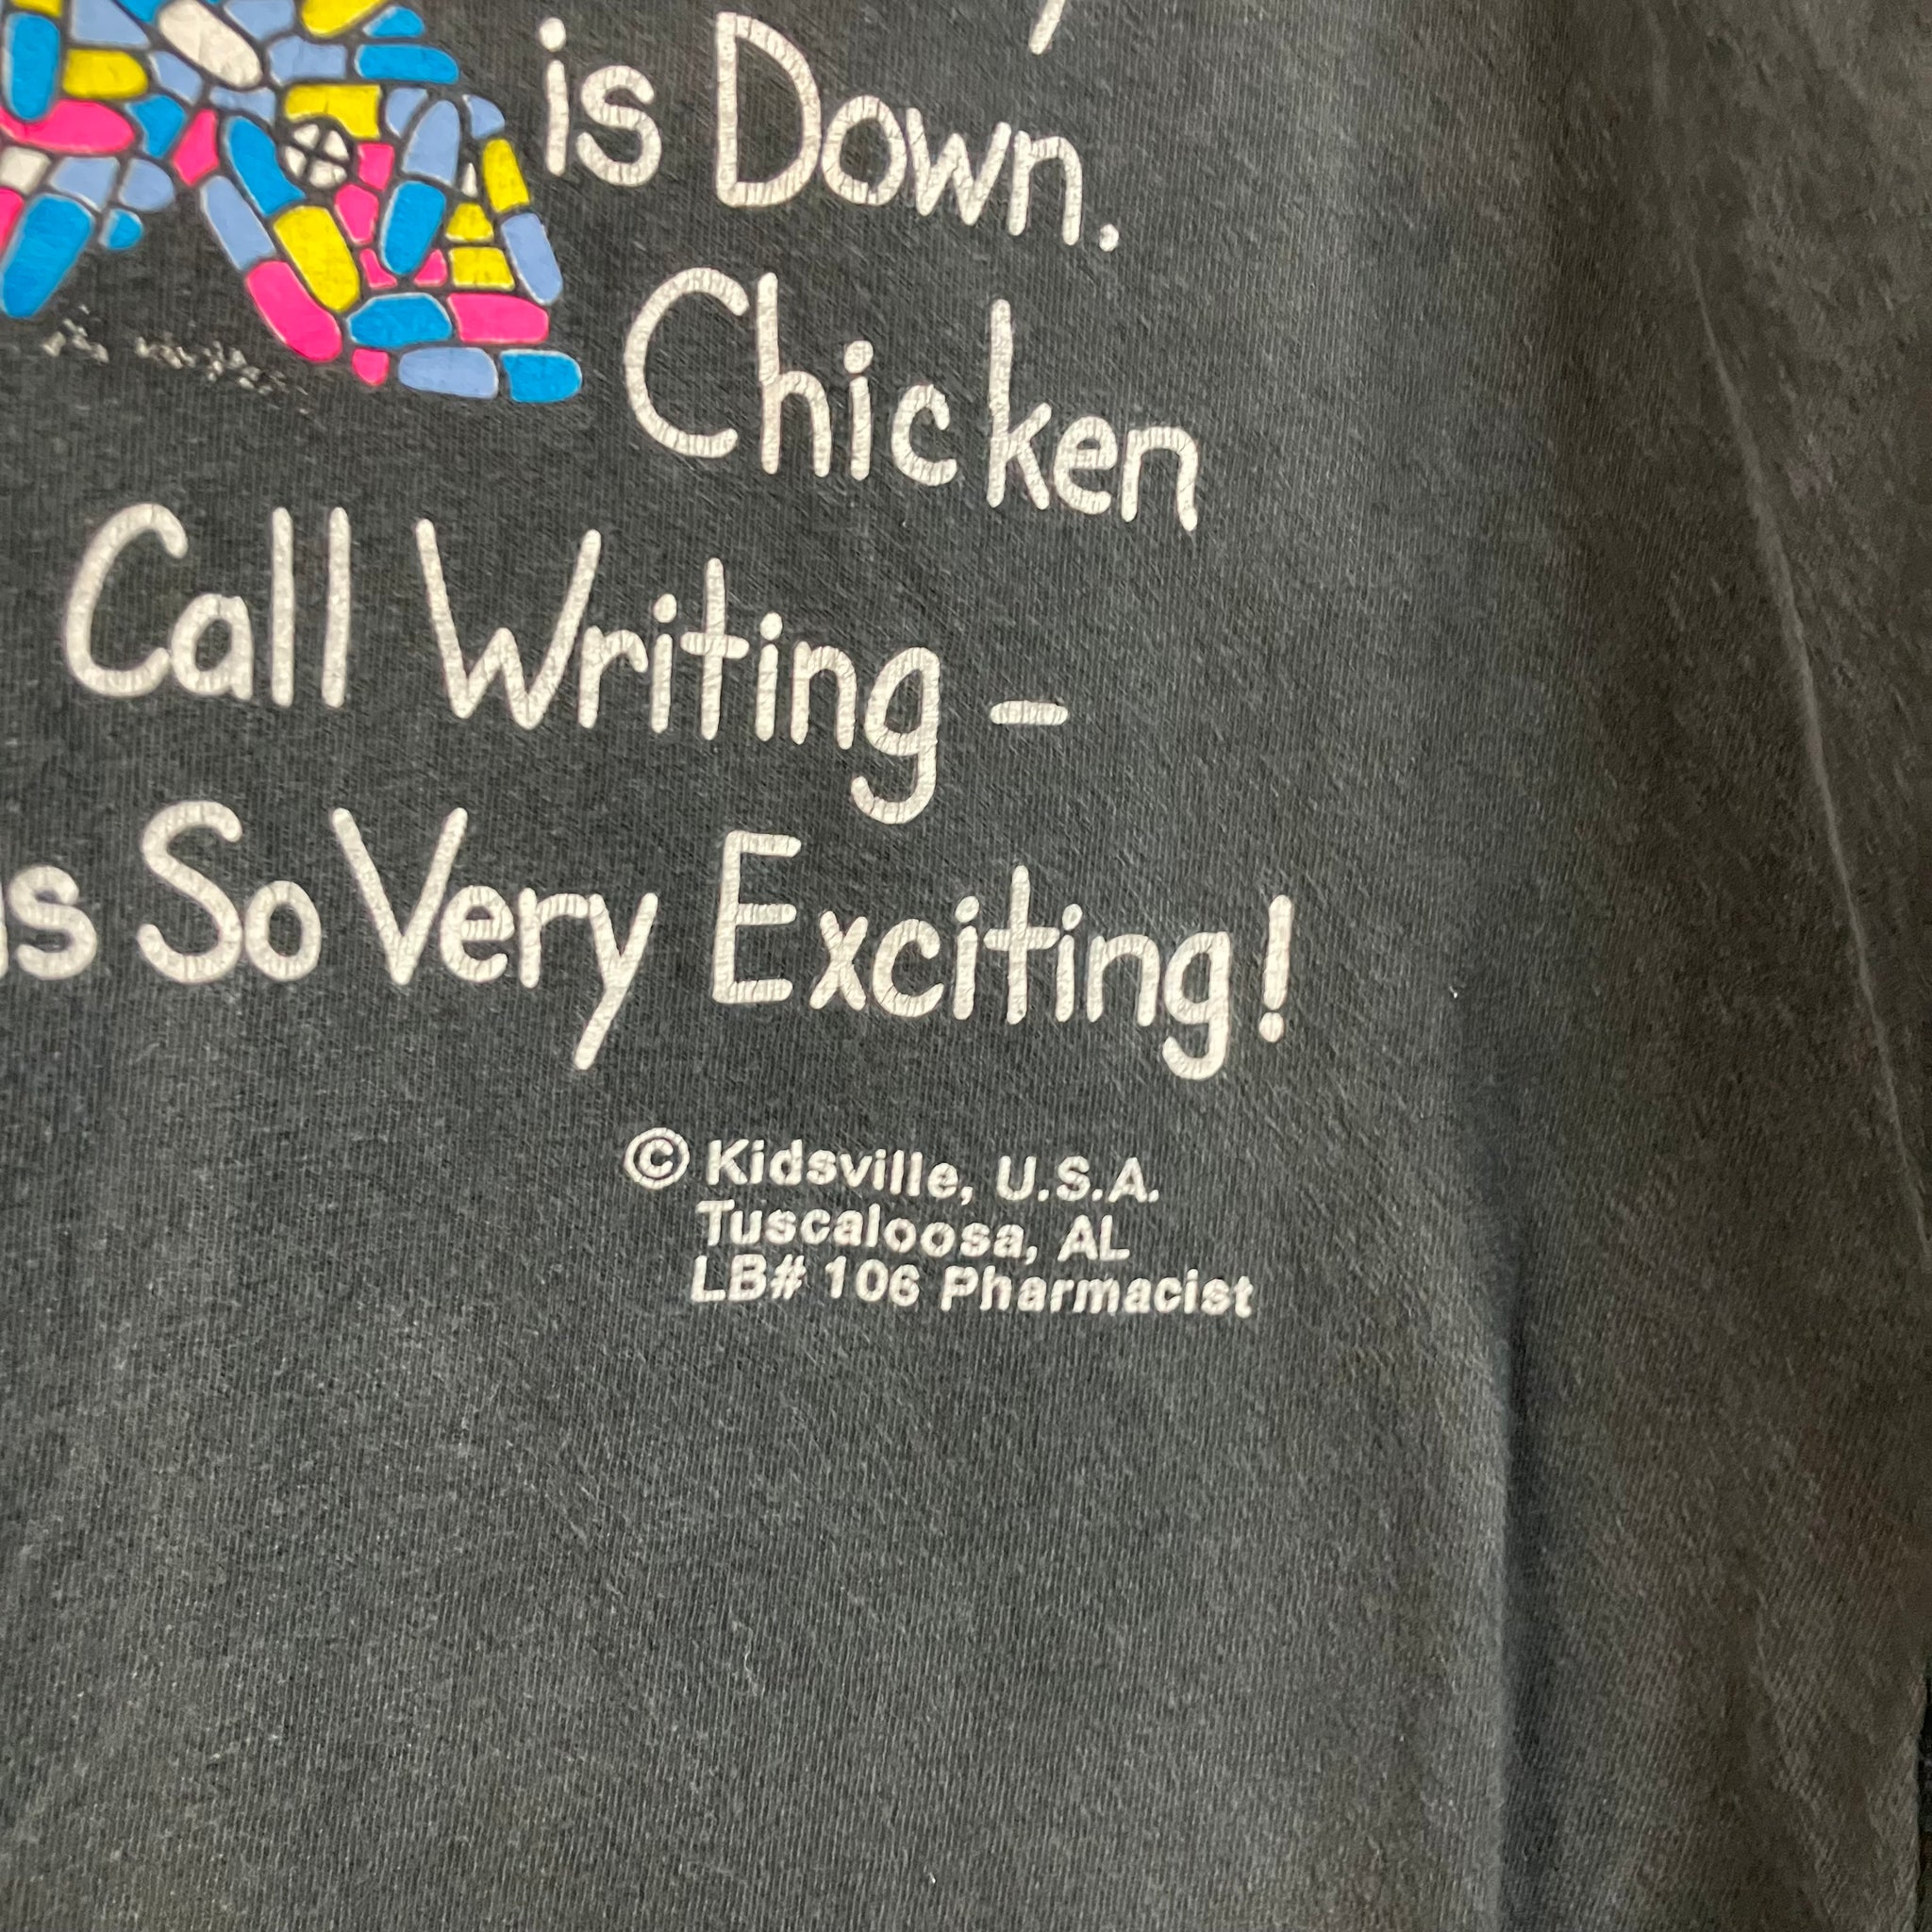 is Down.
Chicken
Call Writing -
is So Very Exciting!
© Kidsville, U.S.A.
Tuscaloosa, AL
LB# 106 Pharmacist